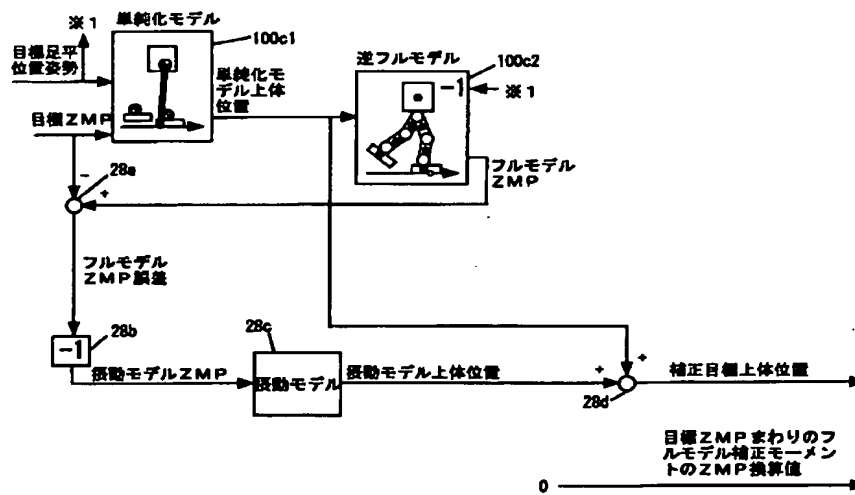 ※1
単純化モデル
100c1
目標足平
位置姿勢
単純化モ
デル上体
位置
逆フルモデル
100c2
-1
※1
目標ZMP
フルモデル
ZMP
-
28a
+
フルモデル
ZMP誤差
28b
-1
摂動モデルZMP
28c
摂動モデル
摂動モデル上体位置
+
+
28d
補正目標上体位置
目標ZMPまわりのフ
ルモデル補正モーメン
トのZMP換算値
0